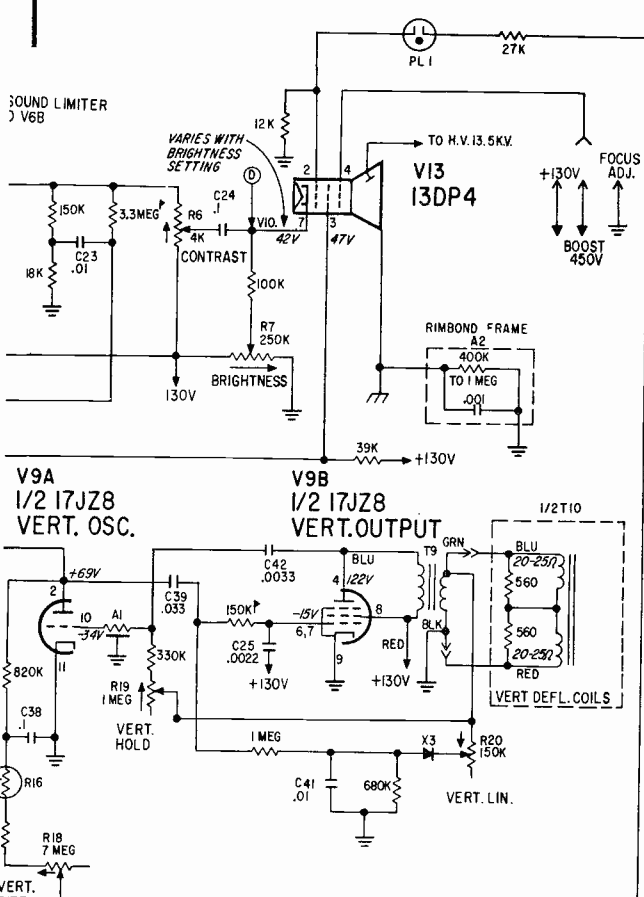 PL1
27K
SOUND LIMITER
V6B
12K
VARIES WITH
BRIGHTNESS
SETTING
D
2
4
TO H.V. 13.5K.V.
V13
13DP4
+130V
FOCUS
ADJ.
BOOST
450V
150K
3.3MEG
R6
4K
C24
.1
V10.
7
42V
3
47V
CONTRAST
C23
.01
18K
100K
R7
250K
BRIGHTNESS
130V
RIMBOND FRAME
A2
400K
TO 1 MEG
.001
39K
+130V
V9A
1/2 17JZ8
VERT. OSC.
V9B
1/2 17JZ8
VERT. OUTPUT
1/2 T10
+69V
2
C39
.033
C42
.0033
BLU
4
122V
T9
GRN
BLU
20-25Ω
560
10
-34V
A1
150K
-15V
6,7
8
BLK
560
20-25Ω
11
330K
C25
.0022
9
RED
+130V
+130V
RED
VERT DEFL. COILS
820K
R19
1 MEG
VERT.
HOLD
C38
.1
1 MEG
X3
R20
150K
C41
.01
680K
VERT. LIN.
R16
R18
7 MEG
VERT.